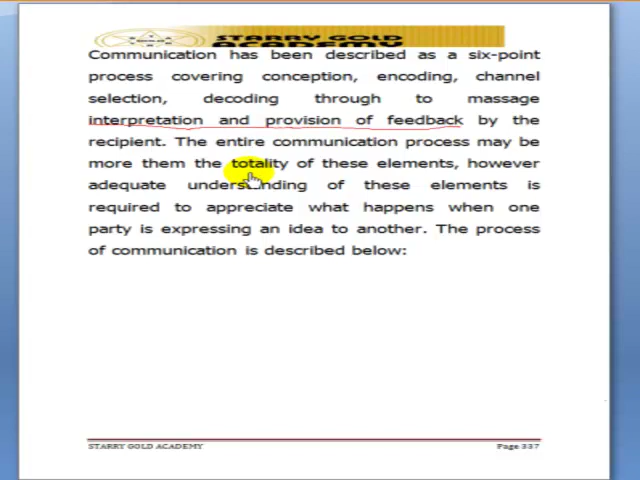 STARRY GOLD
ACADEMY
Communication has been described as a six-point
process covering conception, encoding, channel
selection, decoding through to massage
interpretation and provision of feedback by the
recipient. The entire communication process may be
more them the totality of these elements, however
adequate understanding of these elements is
required to appreciate what happens when one
party is expressing an idea to another. The process
of communication is described below:
STARRY GOLD ACADEMY Page 337